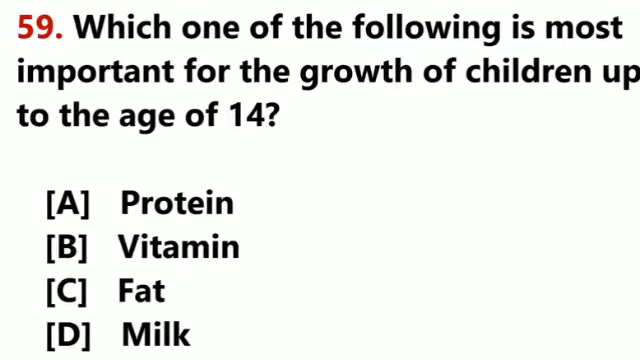 59. Which one of the following is most
important for the growth of children up
to the age of 14?
[A] Protein
[B] Vitamin
[C] Fat
[D] Milk